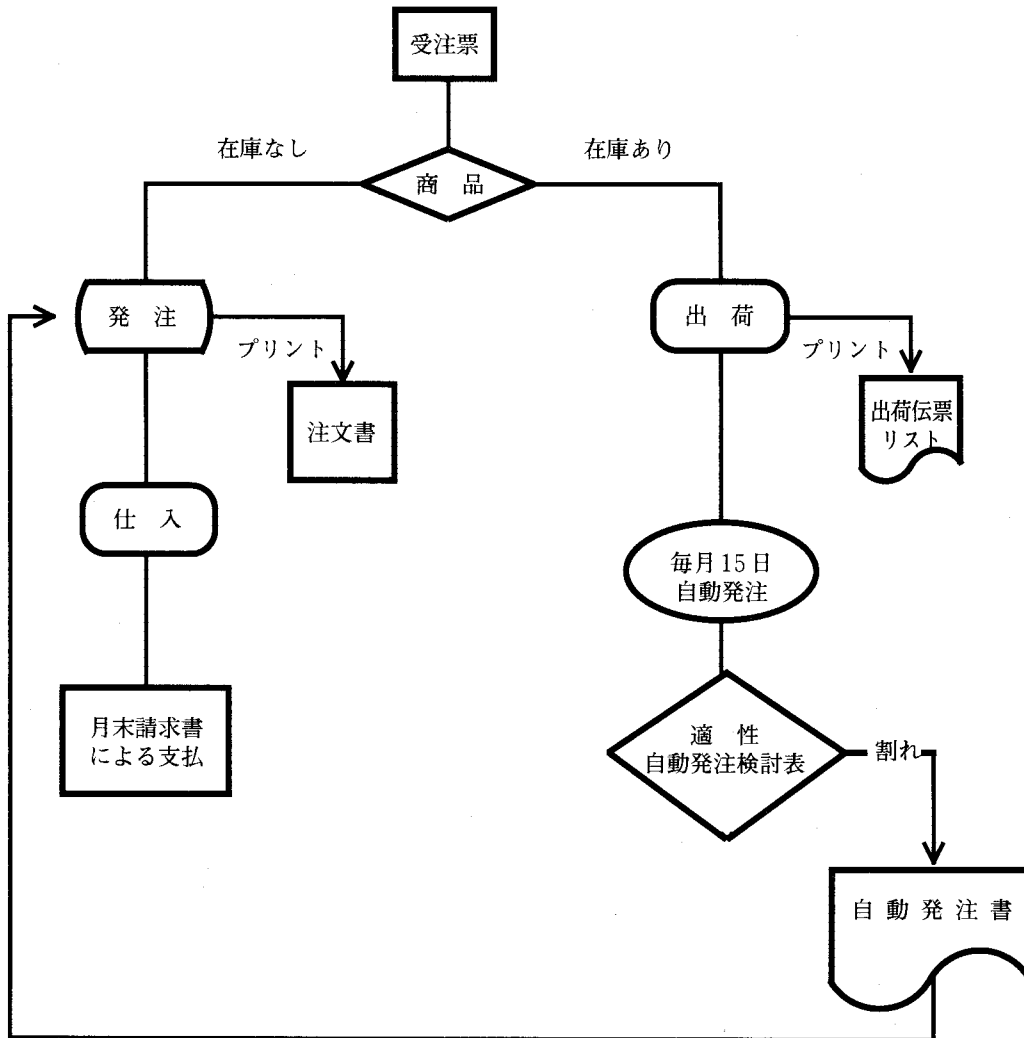 受注票
在庫なし
在庫あり
商 品
発 注
プリント
注文書
出 荷
プリント
出荷伝票
リスト
仕 入
毎月15日
自動発注
月末請求書
による支払
適 性
自動発注検討表
割れ
自動発注書